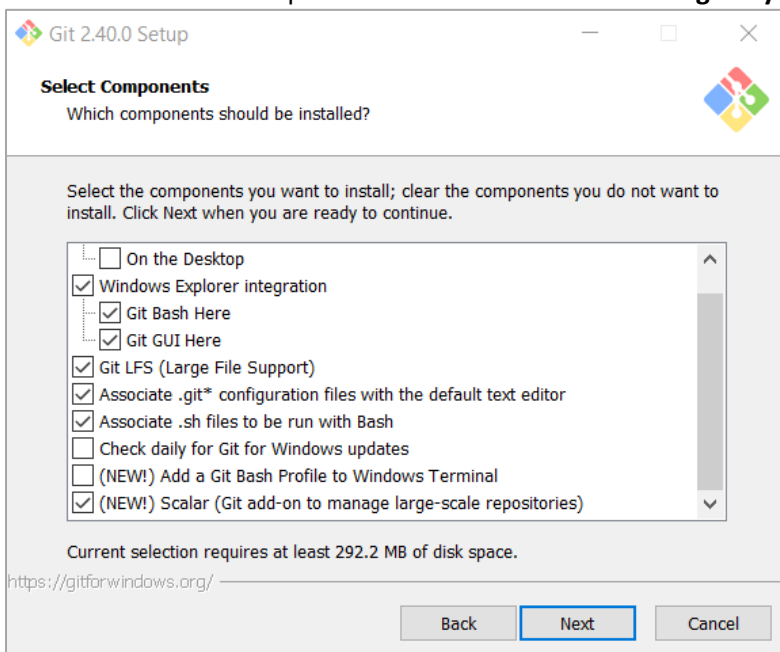 Git 2.40.0 Setup
Select Components
Which components should be installed?
Select the components you want to install; clear the components you do not want to
install. Click Next when you are ready to continue.
On the Desktop
Windows Explorer integration
Git Bash Here
Git GUI Here
Git LFS (Large File Support)
Associate .git* configuration files with the default text editor
Associate .sh files to be run with Bash
Check daily for Git for Windows updates
(NEW!) Add a Git Bash Profile to Windows Terminal
(NEW!) Scalar (Git add-on to manage large-scale repositories)
Current selection requires at least 292.2 MB of disk space.
https://gitforwindows.org/
Back Next Cancel